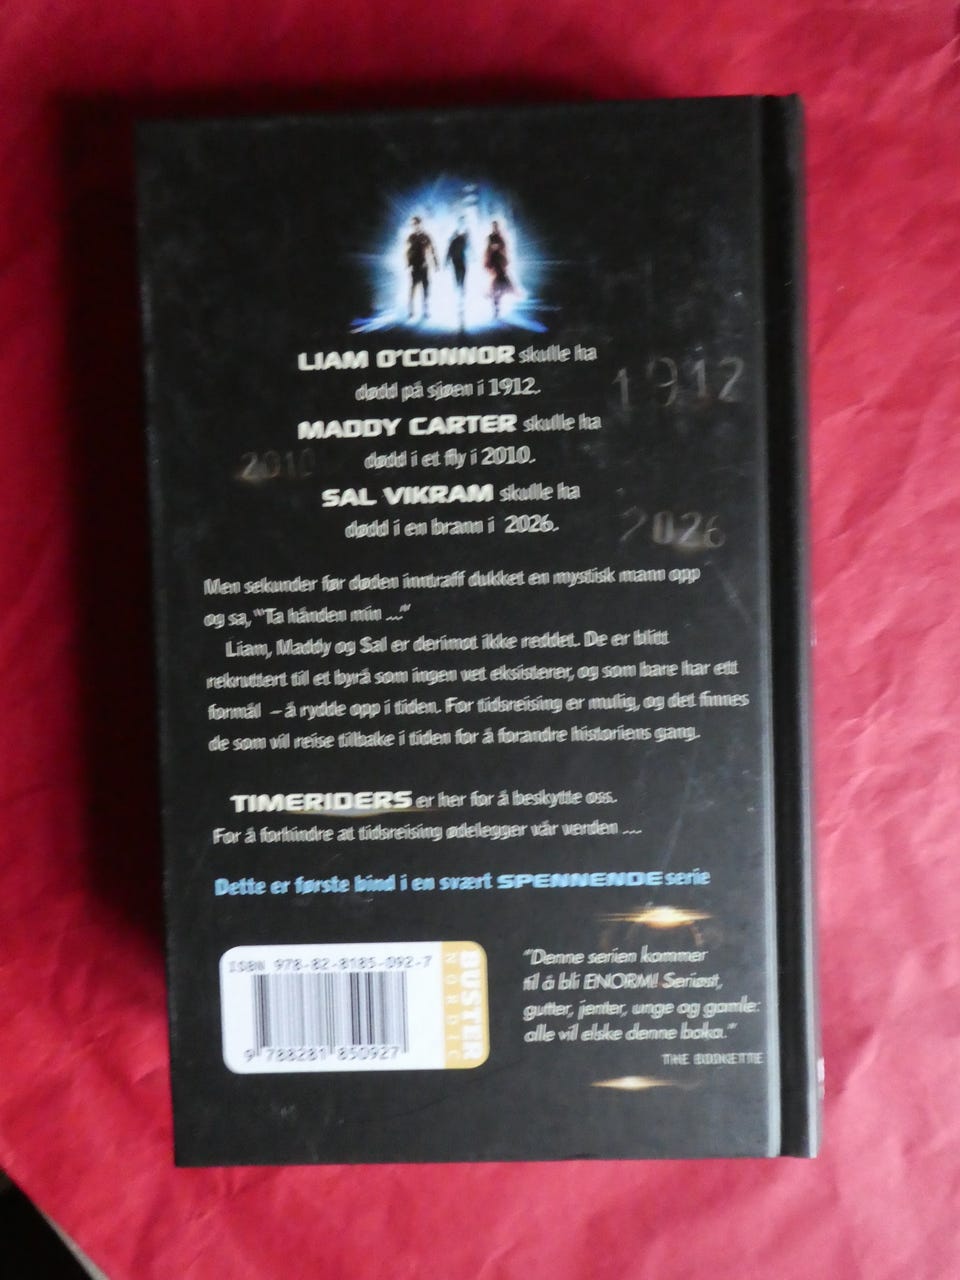 LIAM O'CONNOR skulle ha
dødd på sjøen i 1912.
1912
MADDY CARTER skulle ha
dødd i et fly i 2010.
2010
SAL VIKRAM skulle ha
dødd i en brann i 2026.
2026
Men sekunder før døden inntraff dukket en mystisk mann opp
og sa, "Ta hånden min ..."
Liam, Maddy og Sal er derimot ikke reddet. De er blitt
rekruttert til et byrå som ingen vet eksisterer, og som bare har ett
formål – å rydde opp i tiden. For tidsreising er mulig, og det finnes
de som vil reise tilbake i tiden for å forandre historiens gang.
TIMERIDERS er her for å beskytte oss.
For å forhindre at tidsreising ødelegger vår verden ...
Dette er første bind i en svært SPENNENDE serie
ISBN 978-82-8185-092-7
9 788281 850927
BUSTER
NORDIC
"Denne serien kommer
til å bli ENORM! Seriøst,
gutter, jenter, unge og gamle:
alle vil elske denne boka."
THE BOOKETTE